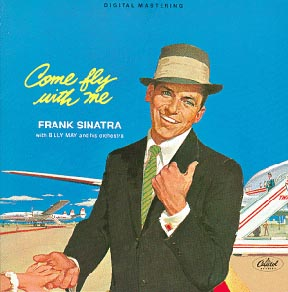 DIGITAL MASTERING
Come fly
with me
FRANK SINATRA
with BILLY MAY and his orchestra
Capitol